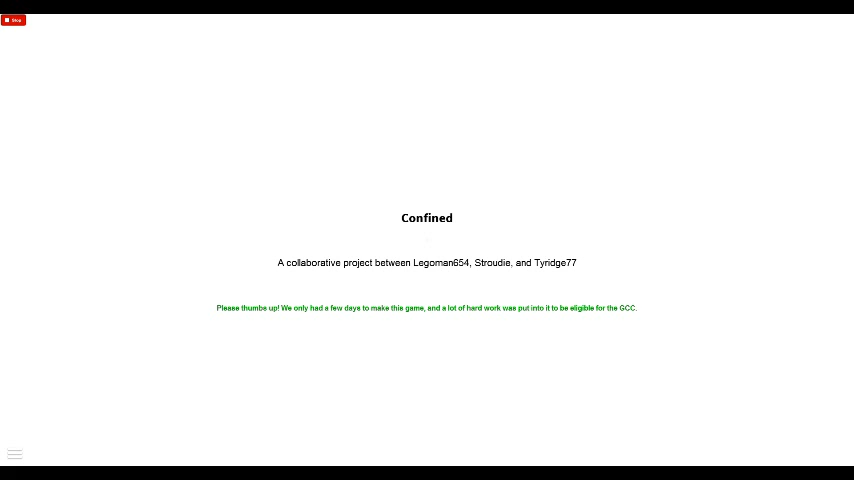 Stop
Confined
A collaborative project between Legoman654, Stroudie, and Tyridge77
Please thumbs up! We only had a few days to make this game, and a lot of hard work was put into it to be eligible for the GCC.